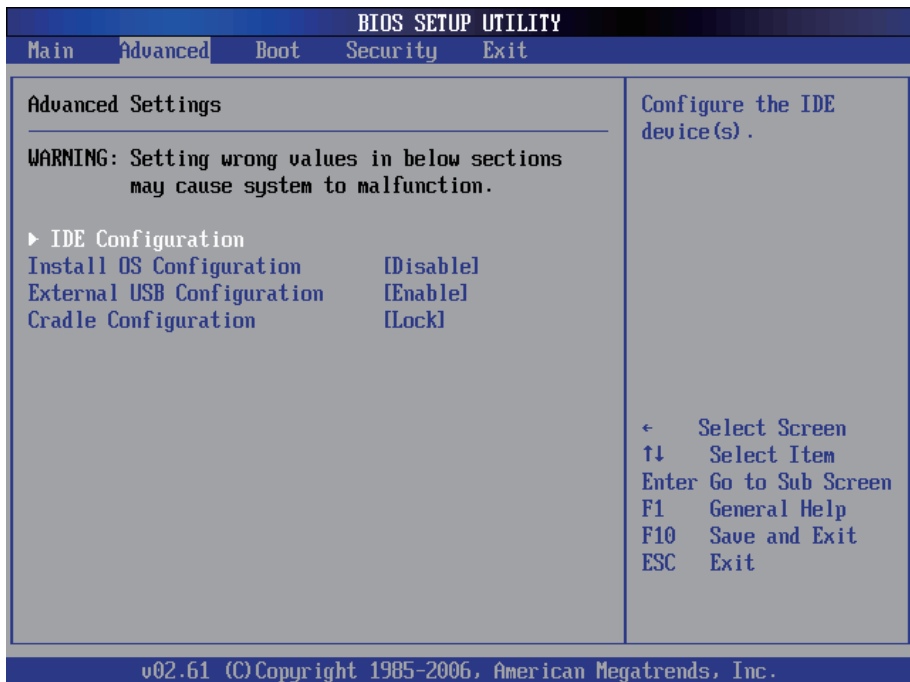 BIOS SETUP UTILITY
Main Advanced Boot Security Exit
Advanced Settings
WARNING: Setting wrong values in below sections
may cause system to malfunction.
▶ IDE Configuration
Install OS Configuration [Disable]
External USB Configuration [Enable]
Cradle Configuration [Lock]
Configure the IDE
device(s).
← Select Screen
↑↓ Select Item
Enter Go to Sub Screen
F1 General Help
F10 Save and Exit
ESC Exit
v02.61 (C)Copyright 1985-2006, American Megatrends, Inc.